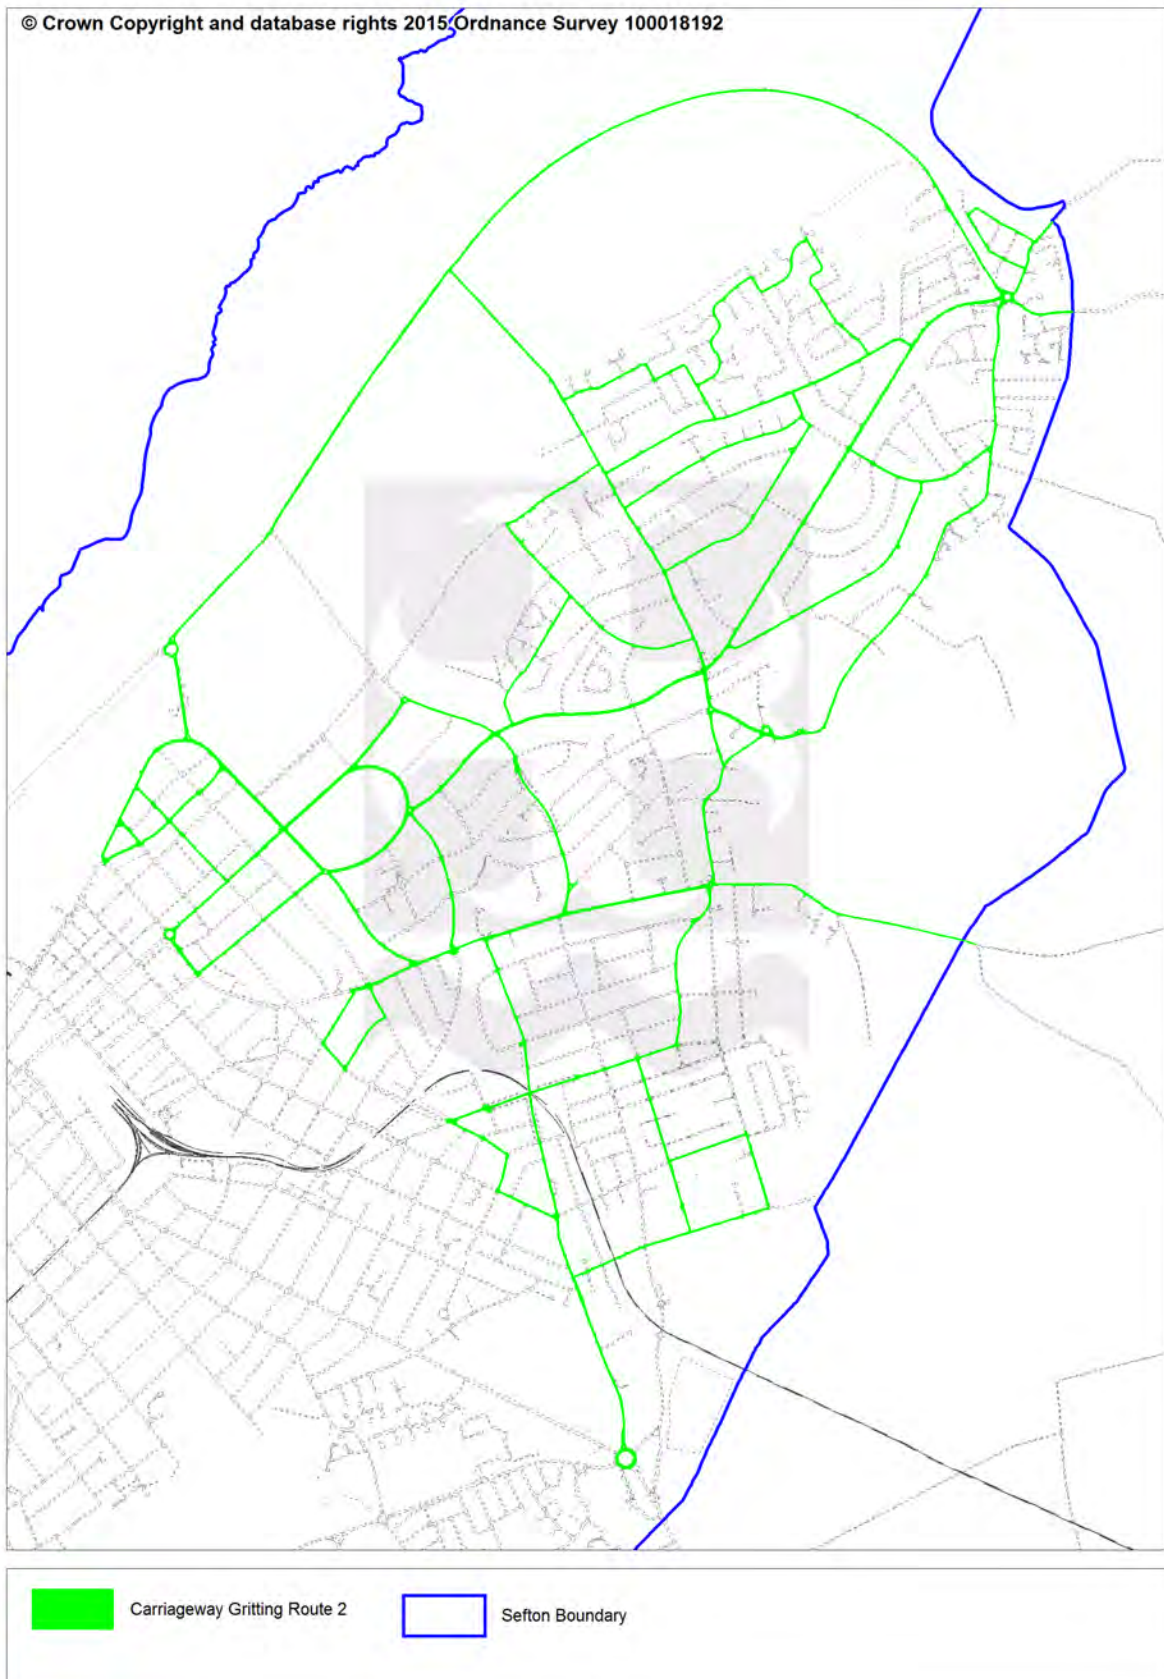 © Crown Copyright and database rights 2015 Ordnance Survey 100018192
Carriageway Gritting Route 2
Sefton Boundary